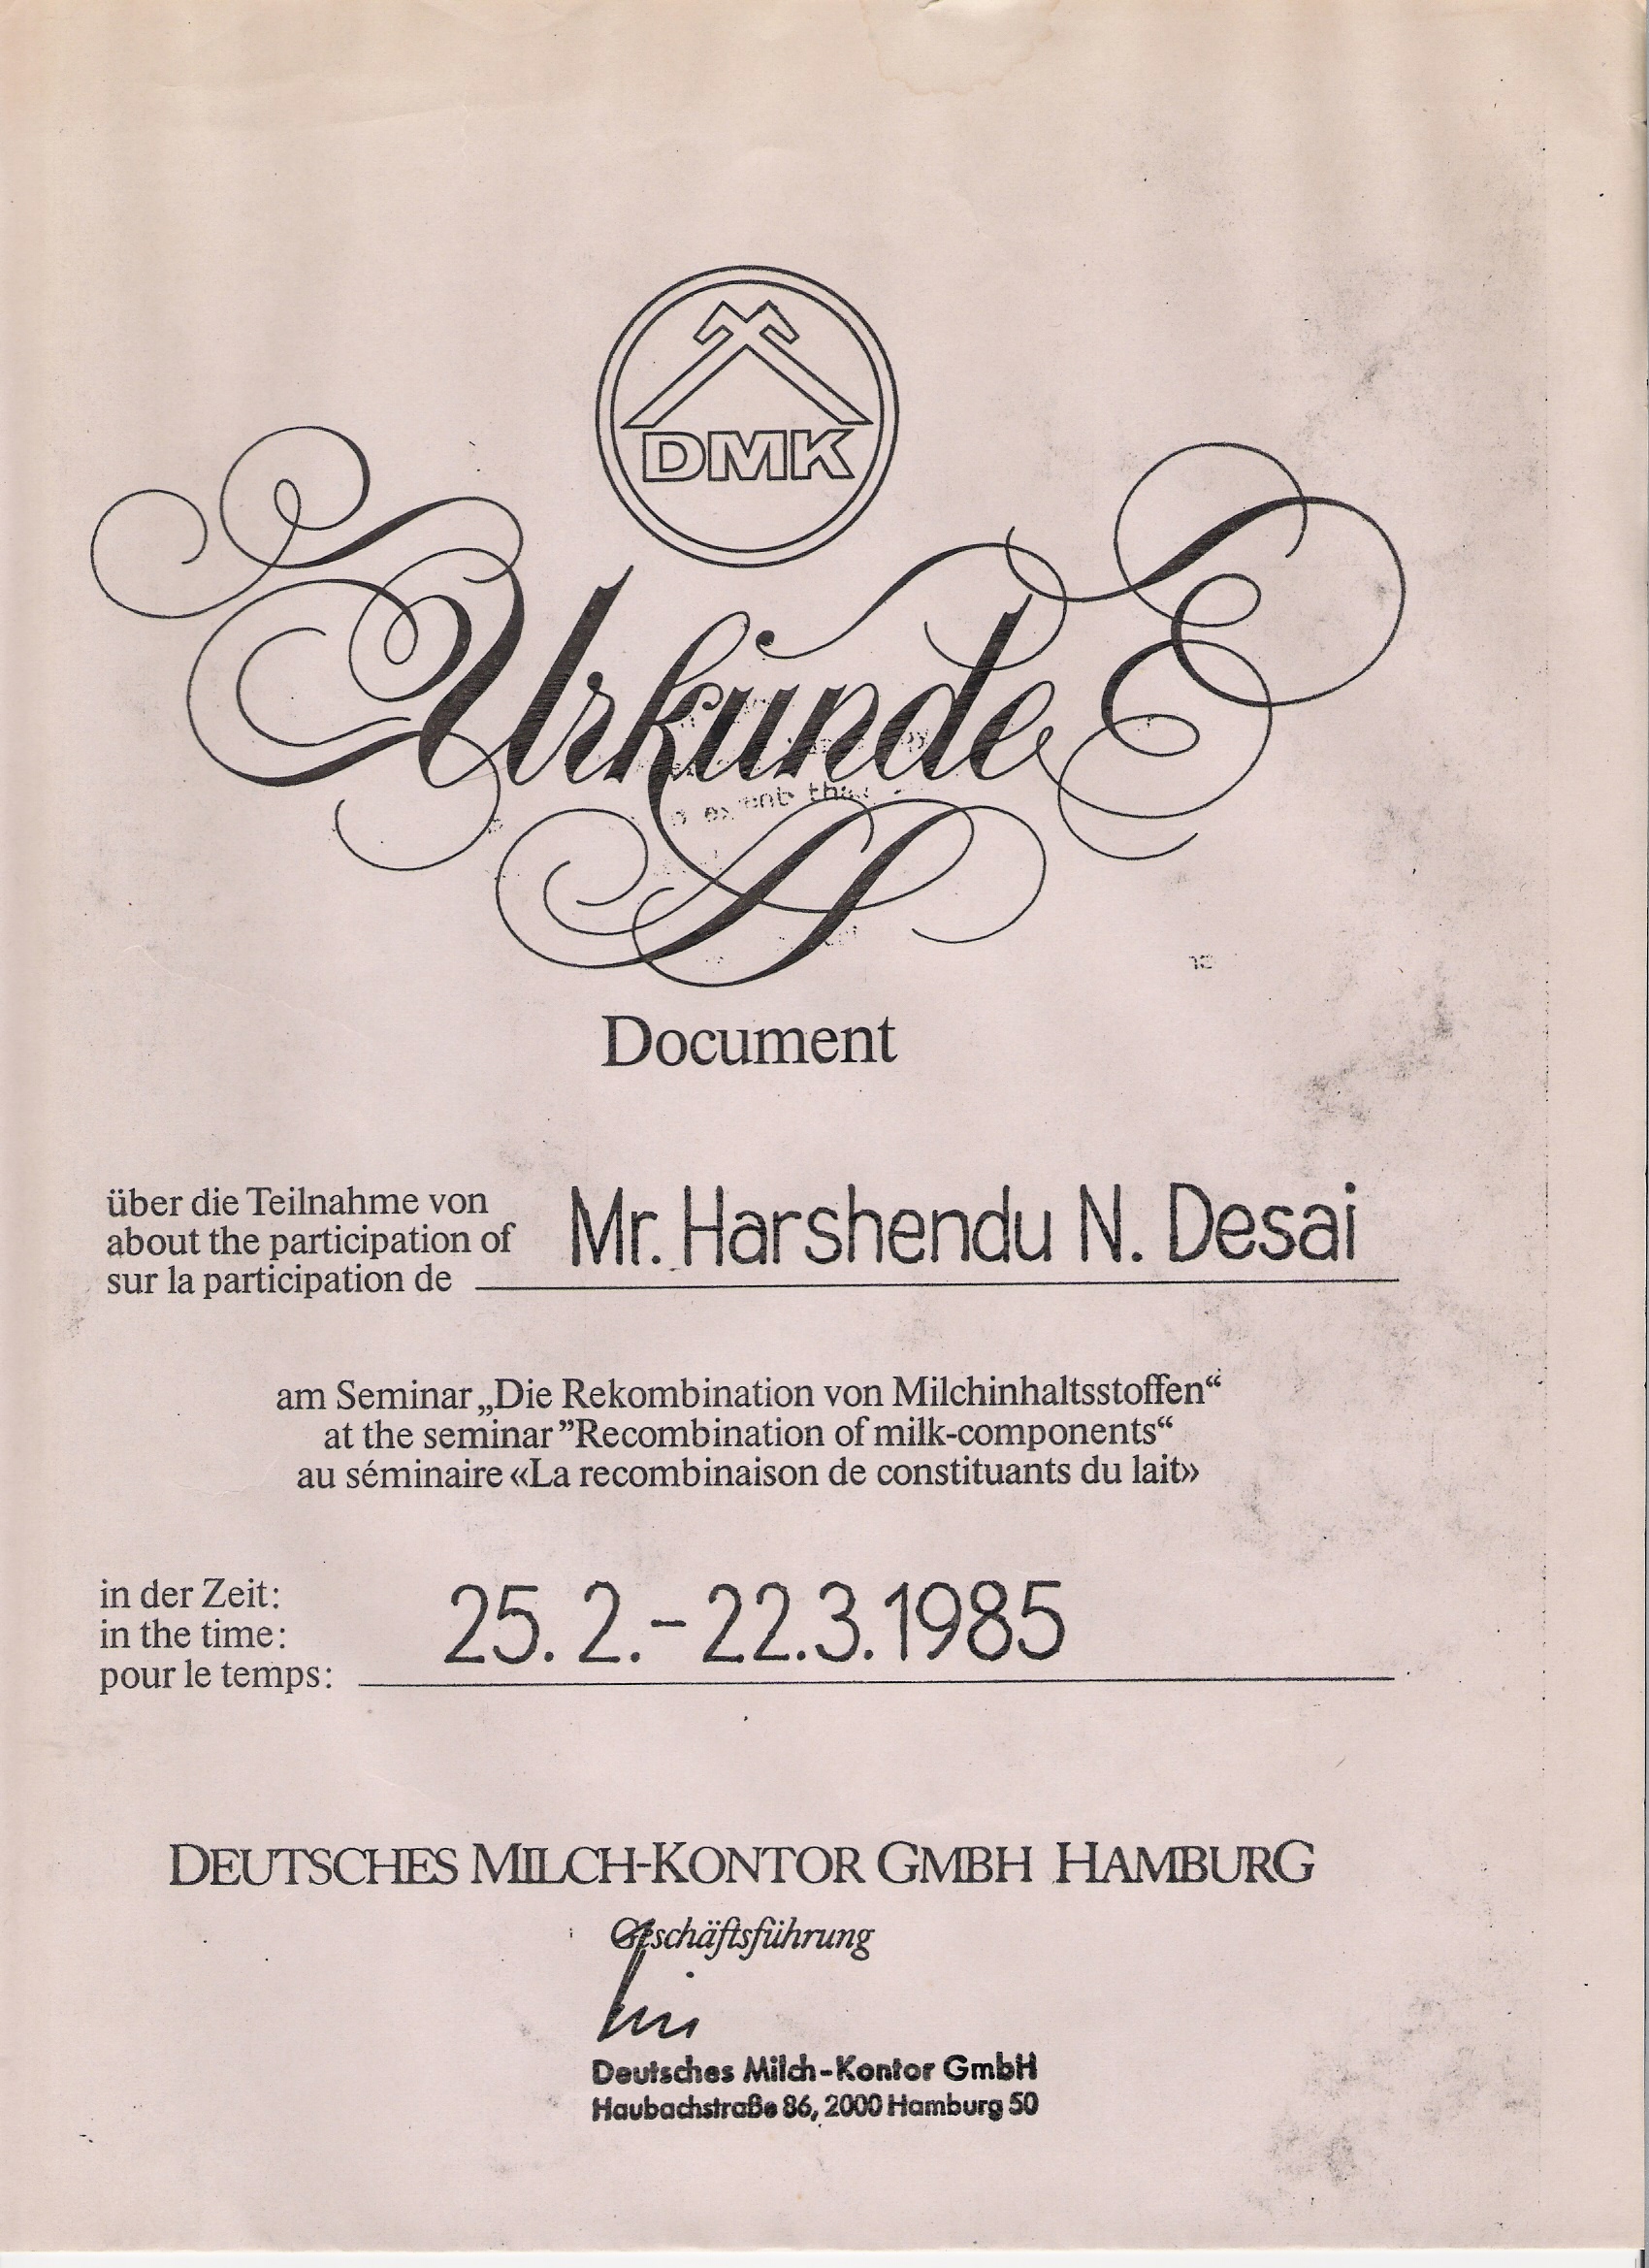 DMK
Urkunde
Document
über die Teilnahme von
about the participation of
sur la participation de
Mr. Harshendu N. Desai
am Seminar „Die Rekombination von Milchinhaltsstoffen“
at the seminar ”Recombination of milk-components“
au séminaire «La recombinaison de constituants du lait»
in der Zeit:
in the time:
pour le temps:
25. 2. - 22.3.1985
DEUTSCHES MILCH-KONTOR GMBH HAMBURG
Geschäftsführung
Deutsches Milch-Kontor GmbH
Haubachstraße 86, 2000 Hamburg 50